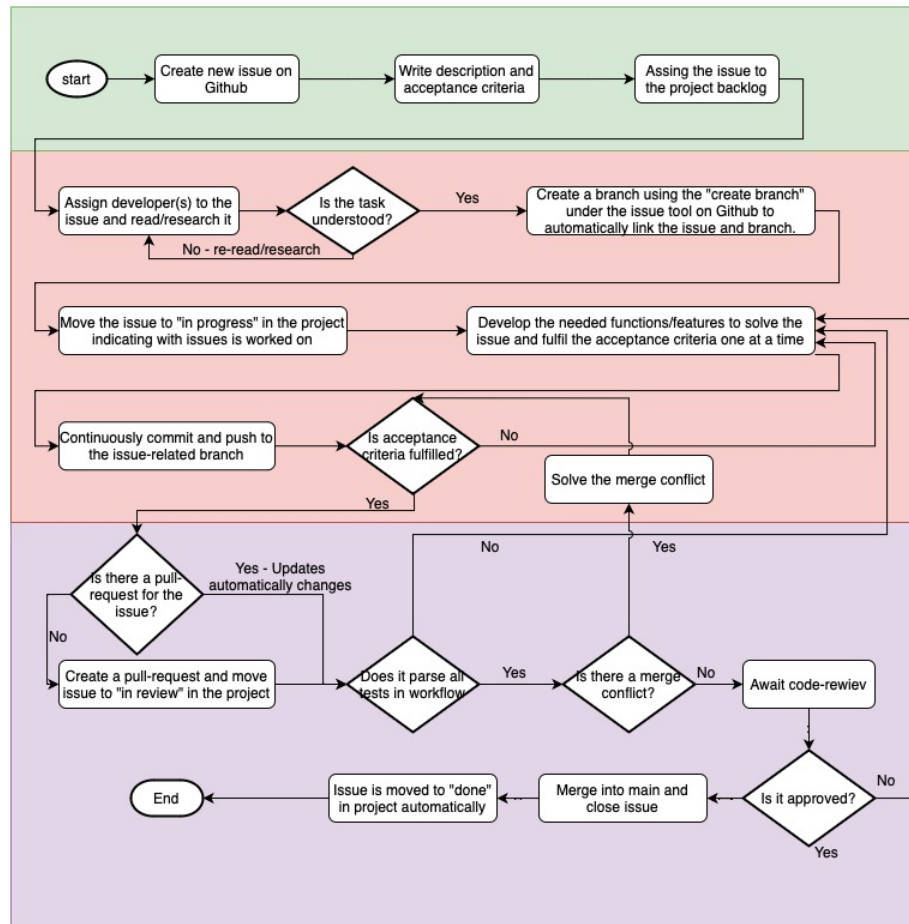 start
Create new issue on
Github
Write description and
acceptance criteria
Assing the issue to
the project backlog
Assign developer(s) to the
issue and read/research it
Is the task
understood?
Yes
Create a branch using the "create branch"
under the issue tool on Github to
automatically link the issue and branch.
No - re-read/research
Move the issue to "in progress" in the project
indicating with issues is worked on
Develop the needed functions/features to solve the
issue and fulfil the acceptance criteria one at a time
Continuously commit and push to
the issue-related branch
Is acceptance
criteria fulfilled?
No
Solve the merge conflict
Yes
Is there a pull-
request for the
issue?
Yes - Updates
automatically changes
No
Yes
No
Create a pull-request and move
issue to "in review" in the project
Does it parse all
tests in workflow
Yes
Is there a merge
conflict?
No
Await code-rewiev
End
Issue is moved to "done"
in project automatically
Merge into main and
close issue
Is it approved?
No
Yes